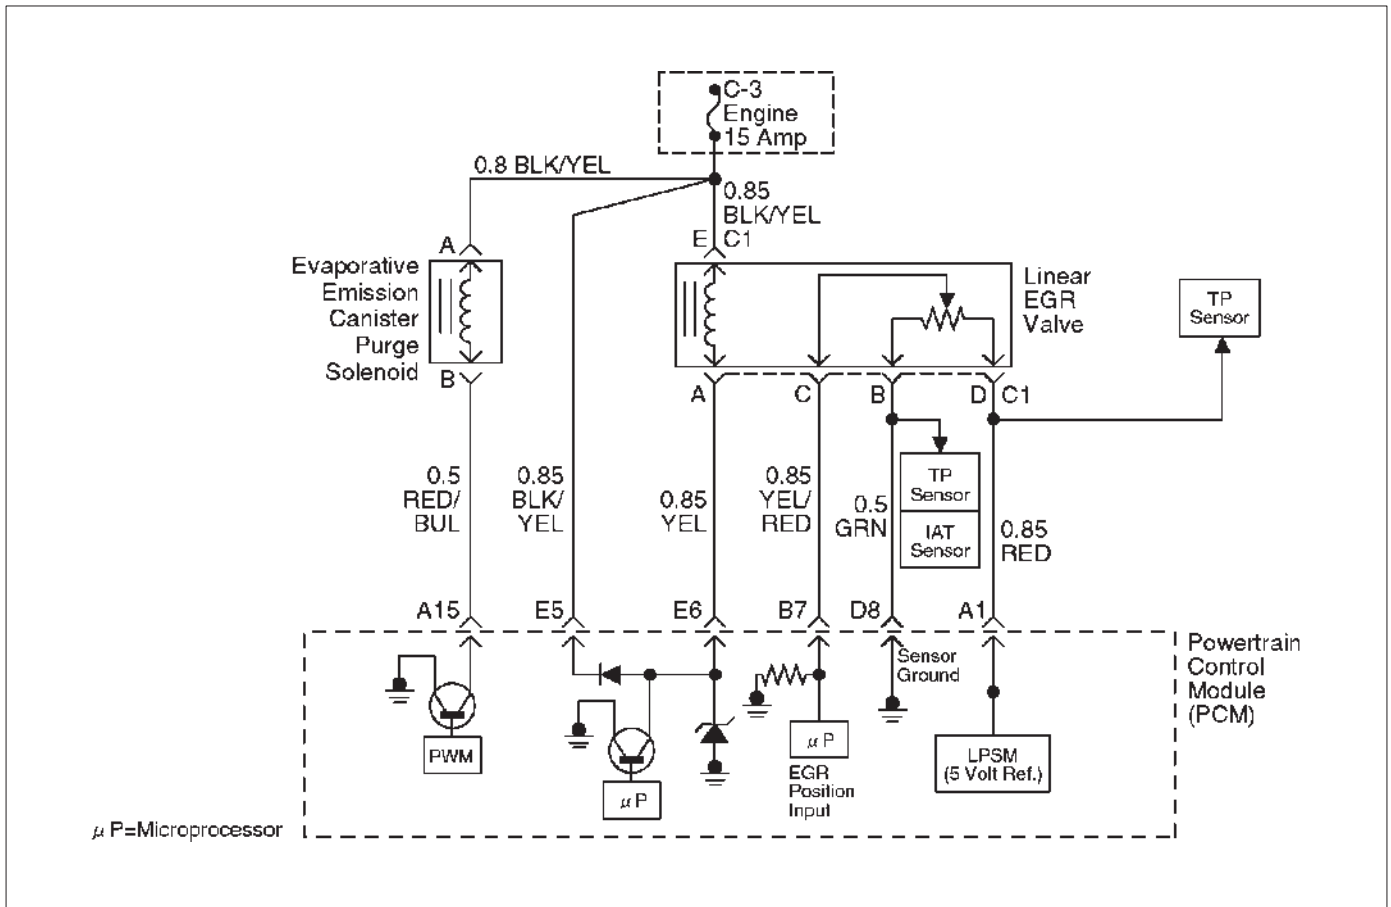 C-3
Engine
15 Amp
0.8 BLK/YEL
0.85
BLK/YEL
E C1
A
Evaporative
Emission
Canister
Purge
Solenoid
B
Linear
EGR
Valve
TP
Sensor
A
C
B
D C1
0.5
RED/
BUL
0.85
BLK/
YEL
0.85
YEL
0.85
YEL/
RED
0.5
GRN
TP
Sensor
IAT
Sensor
0.85
RED
A15
E5
E6
B7
D8
A1
Powertrain
Control
Module
(PCM)
Sensor
Ground
PWM
μ P
μ P
EGR
Position
Input
LPSM
(5 Volt Ref.)
μ P=Microprocessor